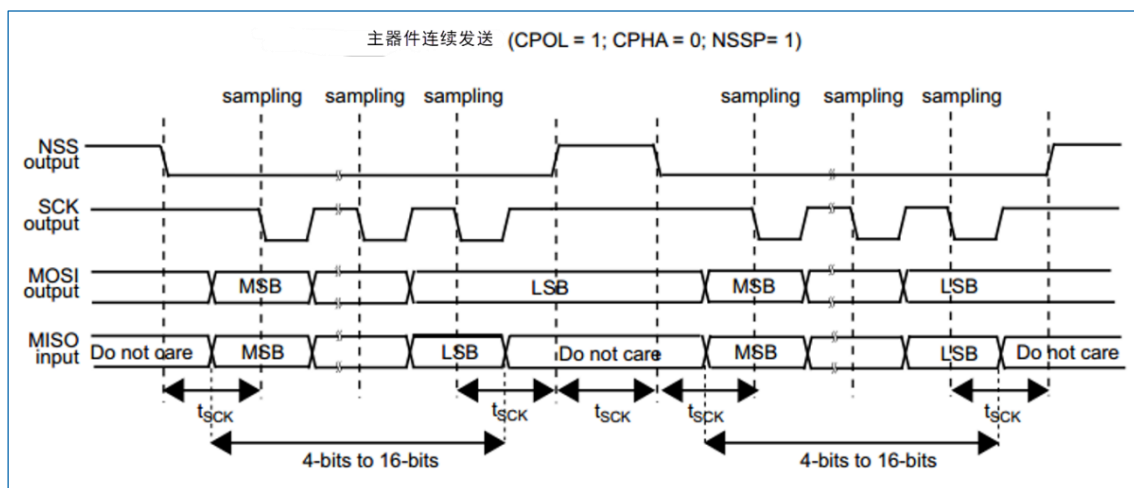 主器件连续发送 (CPOL = 1; CPHA = 0; NSSP= 1)
sampling sampling sampling sampling sampling sampling
NSS
output
SCK
output
MOSI
output
MSB LSB MSB LSB
MISO
input
Do not care MSB LSB Do not care MSB LSB Do not care
tSCK tSCK tSCK tSCK tSCK
4-bits to 16-bits 4-bits to 16-bits